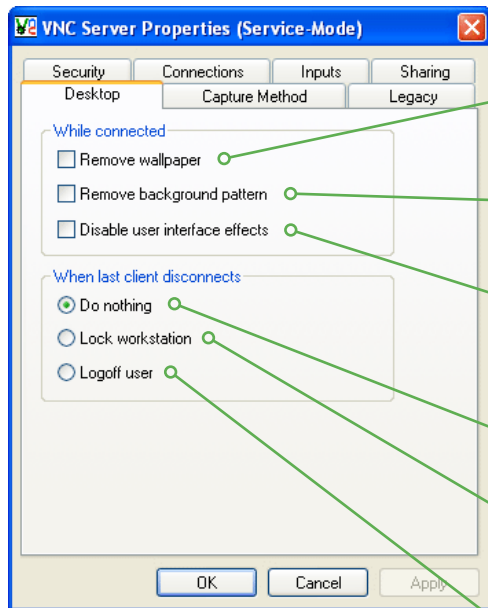 VNC Server Properties (Service-Mode)
Security Connections Inputs Sharing
Desktop Capture Method Legacy
While connected
Remove wallpaper
Remove background pattern
Disable user interface effects
When last client disconnects
Do nothing
Lock workstation
Logoff user
OK Cancel Apply